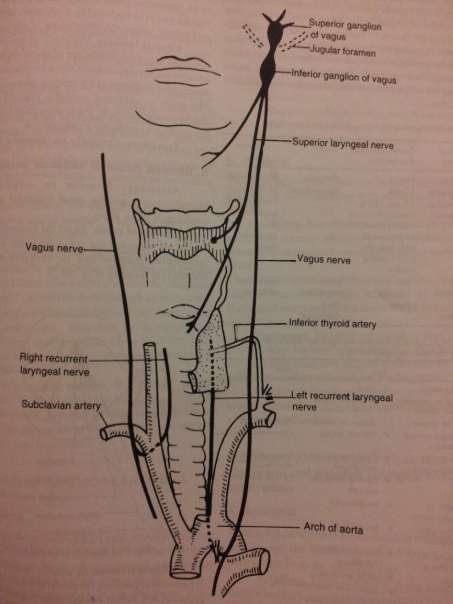 Superior ganglion
of vagus
Jugular foramen
Inferior ganglion of vagus
Superior laryngeal nerve
Vagus nerve
Vagus nerve
Inferior thyroid artery
Right recurrent
laryngeal nerve
Left recurrent laryngeal
nerve
Subclavian artery
Arch of aorta